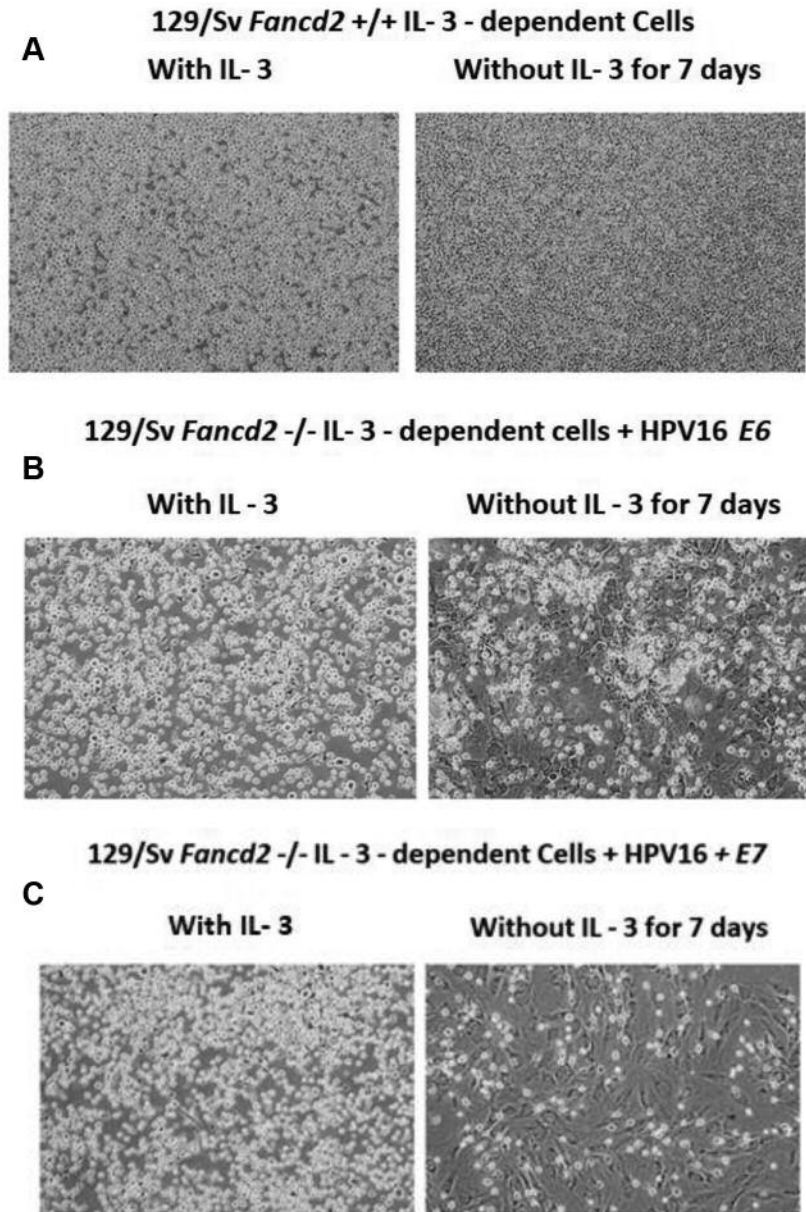 129/Sv Fancd2 +/+ IL- 3 - dependent Cells
A
With IL- 3 Without IL- 3 for 7 days
129/Sv Fancd2 -/- IL- 3 - dependent cells + HPV16 E6
B
With IL - 3 Without IL - 3 for 7 days
129/Sv Fancd2 -/- IL - 3 - dependent Cells + HPV16 + E7
C
With IL- 3 Without IL - 3 for 7 days